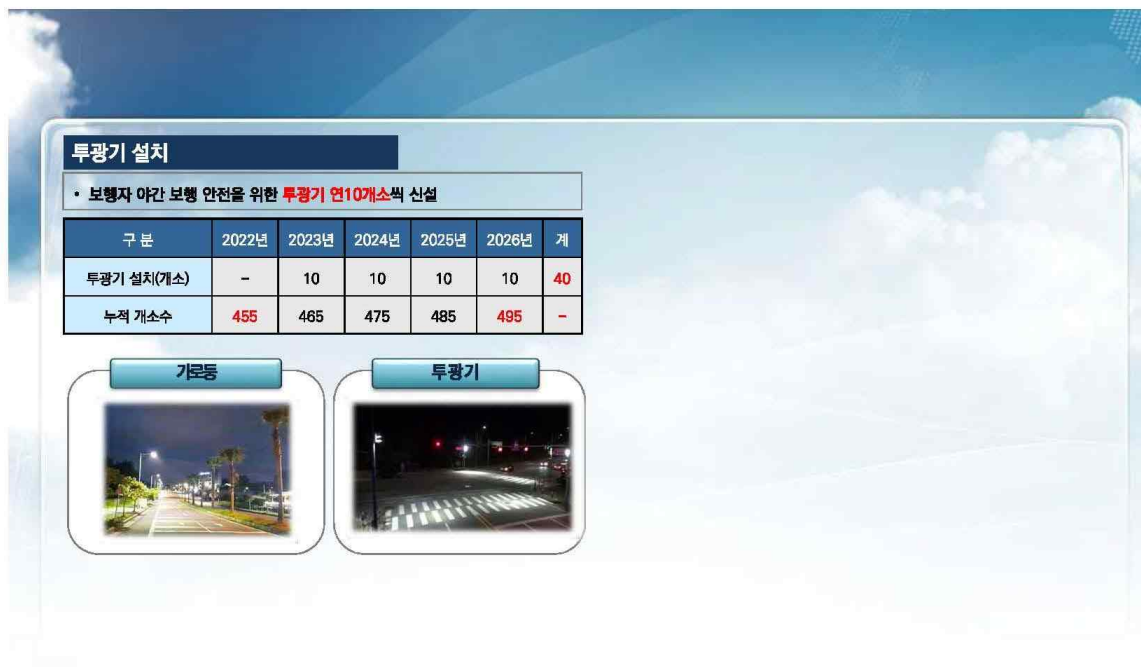 투광기 설치
• 보행자 야간 보행 안전을 위한 투광기 연10개소씩 신설
구 분 2022년 2023년 2024년 2025년 2026년 계
투광기 설치(개소) – 10 10 10 10 40
누적 개소수 455 465 475 485 495 –
가로등 투광기